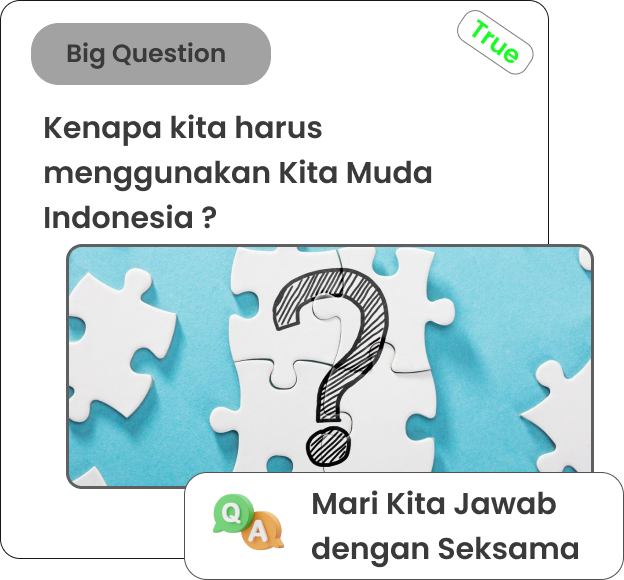 Big Question
True
Kenapa kita harus
menggunakan Kita Muda
Indonesia ?
?
Q
A
Mari Kita Jawab
dengan Seksama